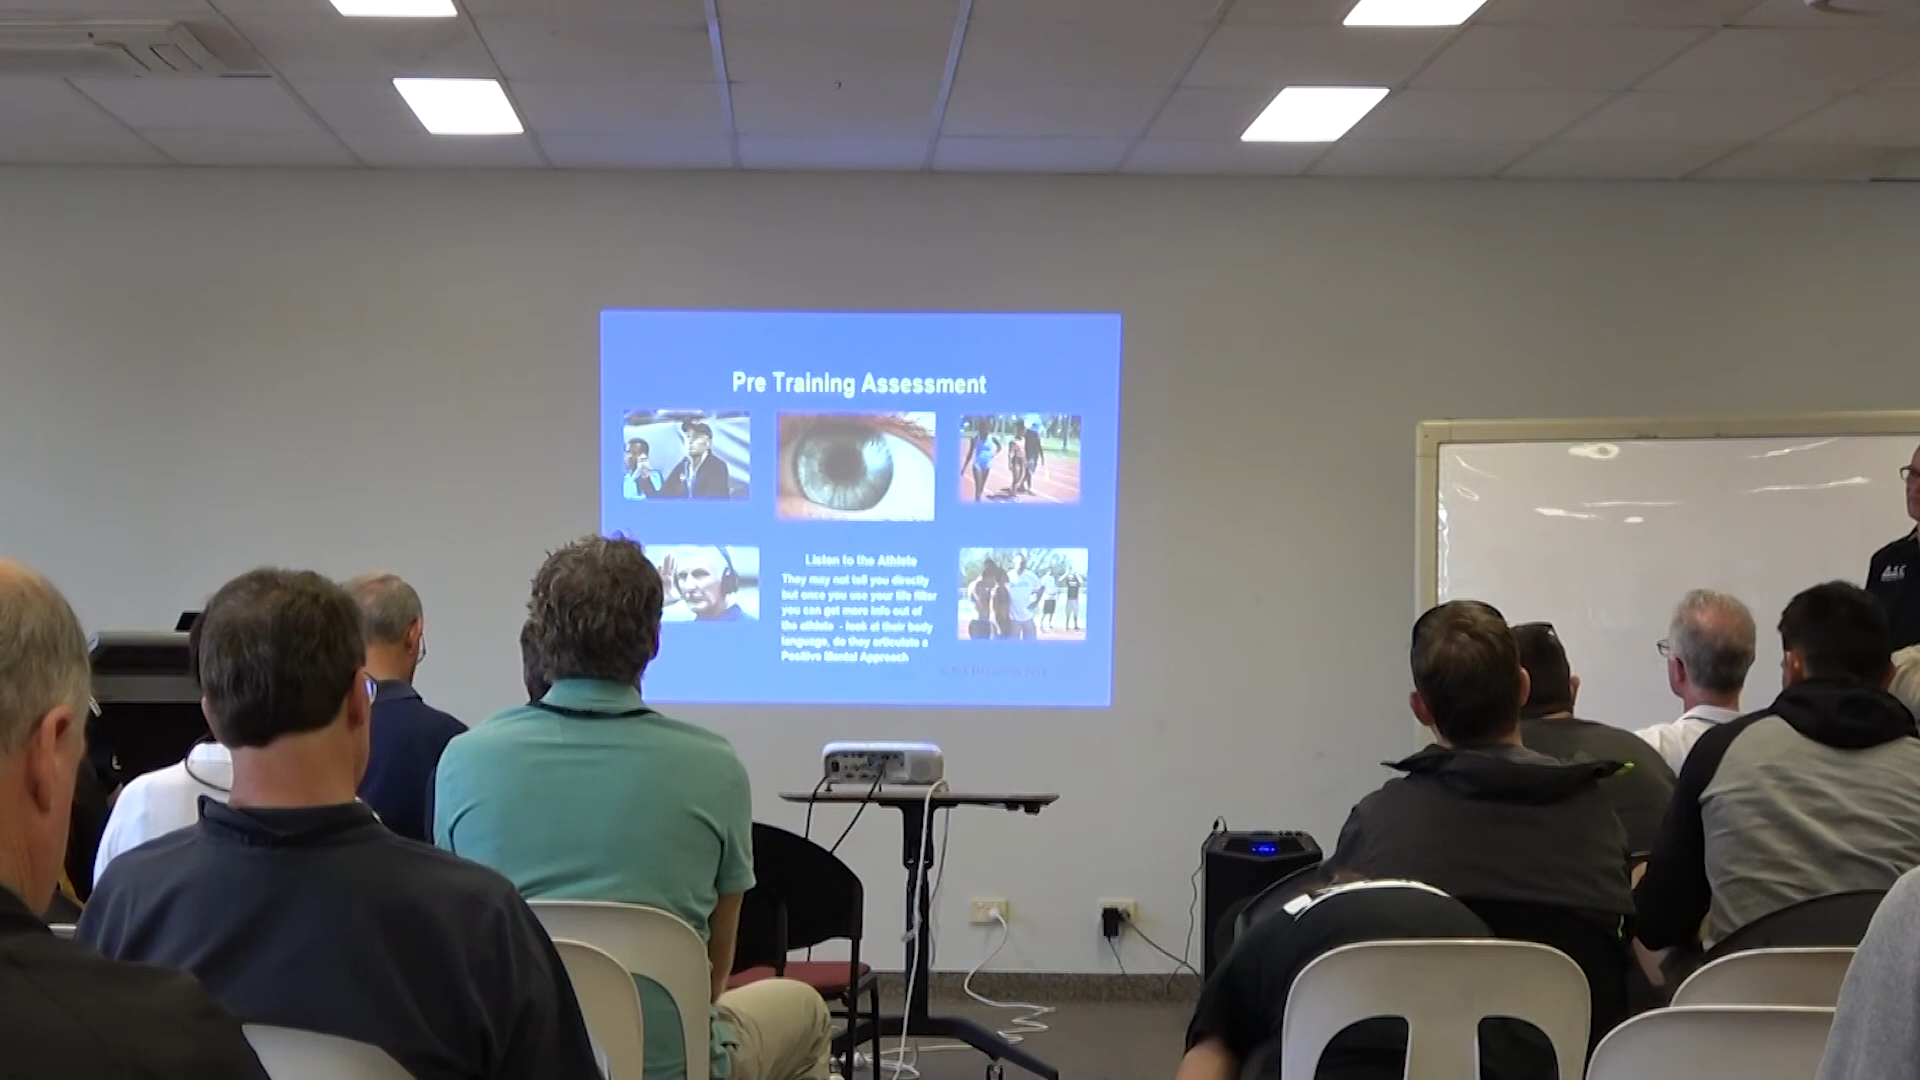 Pre Training Assessment
Listen to the Athlete
They may not tell you directly
but once you use your life filter
you can get more info out of
the athlete - look at their body
language, do they articulate a
Positive Mental Approach